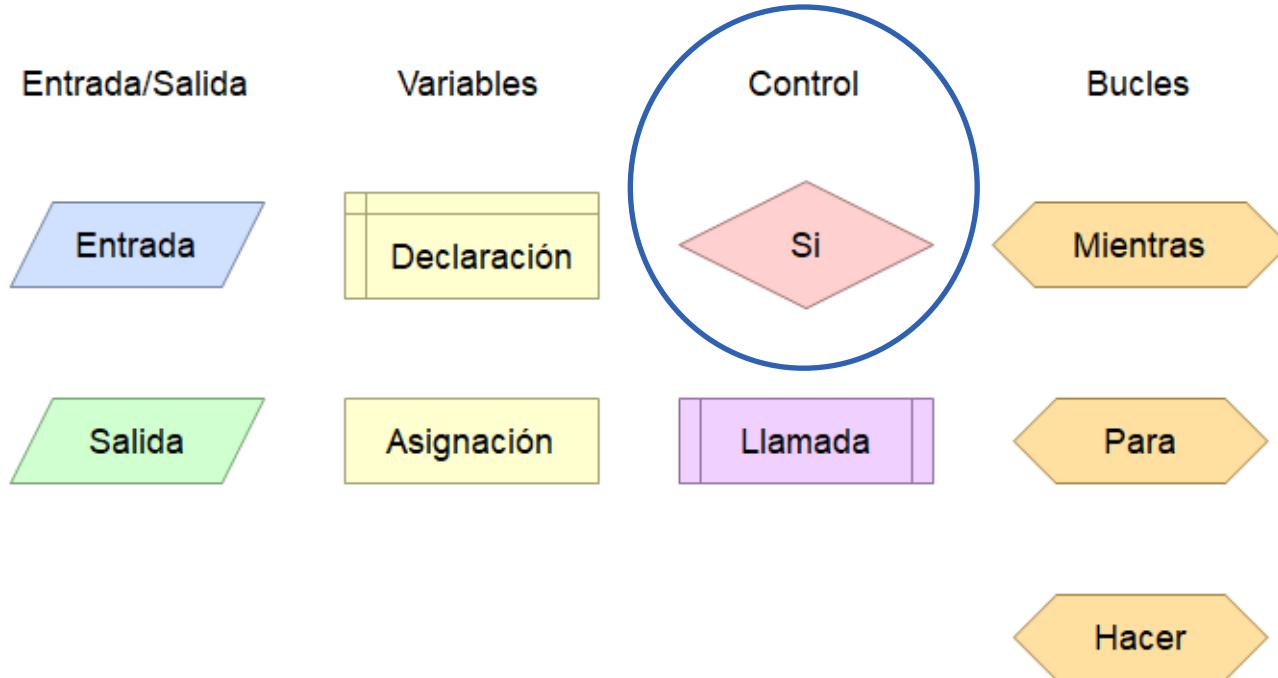 Entrada/Salida
Variables
Control
Bucles
Entrada
Declaración
Si
Mientras
Salida
Asignación
Llamada
Para
Hacer